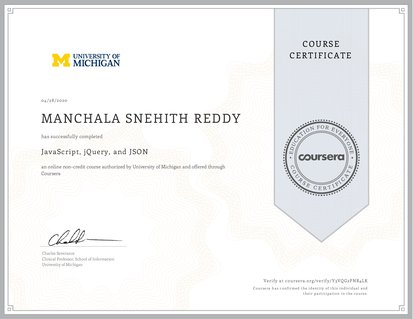 UNIVERSITY OF
MICHIGAN
COURSE
CERTIFICATE
04/28/2020
MANCHALA SNEHITH REDDY
has successfully completed
JavaScript, jQuery, and JSON
an online non-credit course authorized by University of Michigan and offered through
Coursera
EDUCATION FOR EVERYONE
coursera
COURSE CERTIFICATE
Charles Severance
Clinical Professor, School of Information
University of Michigan
Verify at coursera.org/verify/
Coursera has confirmed the identity of this individual and
their participation in the course.